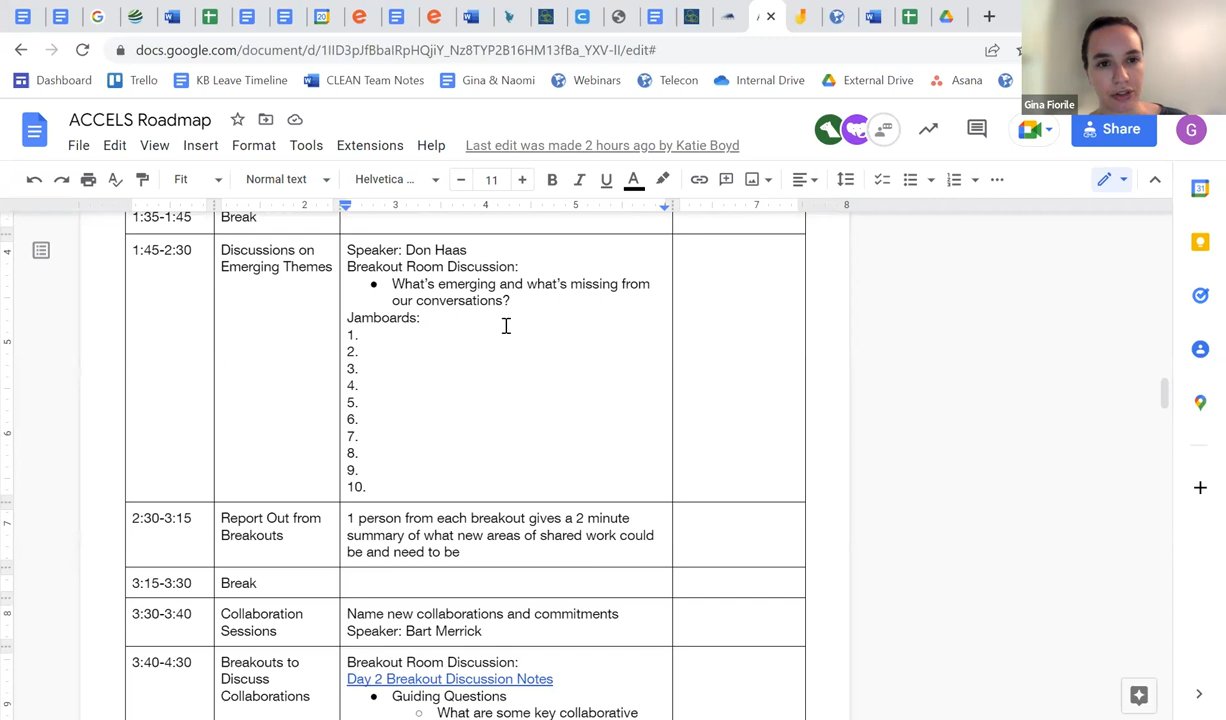 docs.google.com/document/d/1IID3pJfBbaIRpHQjiY_Nz8TYP2B16HM13fBa_YXV-II/edit#
Dashboard
Trello
KB Leave Timeline
CLEAN Team Notes
Gina & Naomi
Webinars
Telecon
Internal Drive
External Drive
Asana
Gina Fiorile
ACCELS Roadmap
File Edit View Insert Format Tools Extensions Help Last edit was made 2 hours ago by Katie Boyd
Share
G
Fit Normal text Helvetica ... 11
2 3 4 5 7 8
1:35-1:45 Break
1:45-2:30
Discussions on
Emerging Themes
Speaker: Don Haas
Breakout Room Discussion:
● What's emerging and what's missing from
our conversations?
Jamboards:
1.
2.
3.
4.
5.
6.
7.
8.
9.
10.
2:30-3:15
Report Out from
Breakouts
1 person from each breakout gives a 2 minute
summary of what new areas of shared work could
be and need to be
3:15-3:30 Break
3:30-3:40
Collaboration
Sessions
Name new collaborations and commitments
Speaker: Bart Merrick
3:40-4:30
Breakouts to
Discuss
Collaborations
Breakout Room Discussion:
Day 2 Breakout Discussion Notes
● Guiding Questions
○ What are some key collaborative